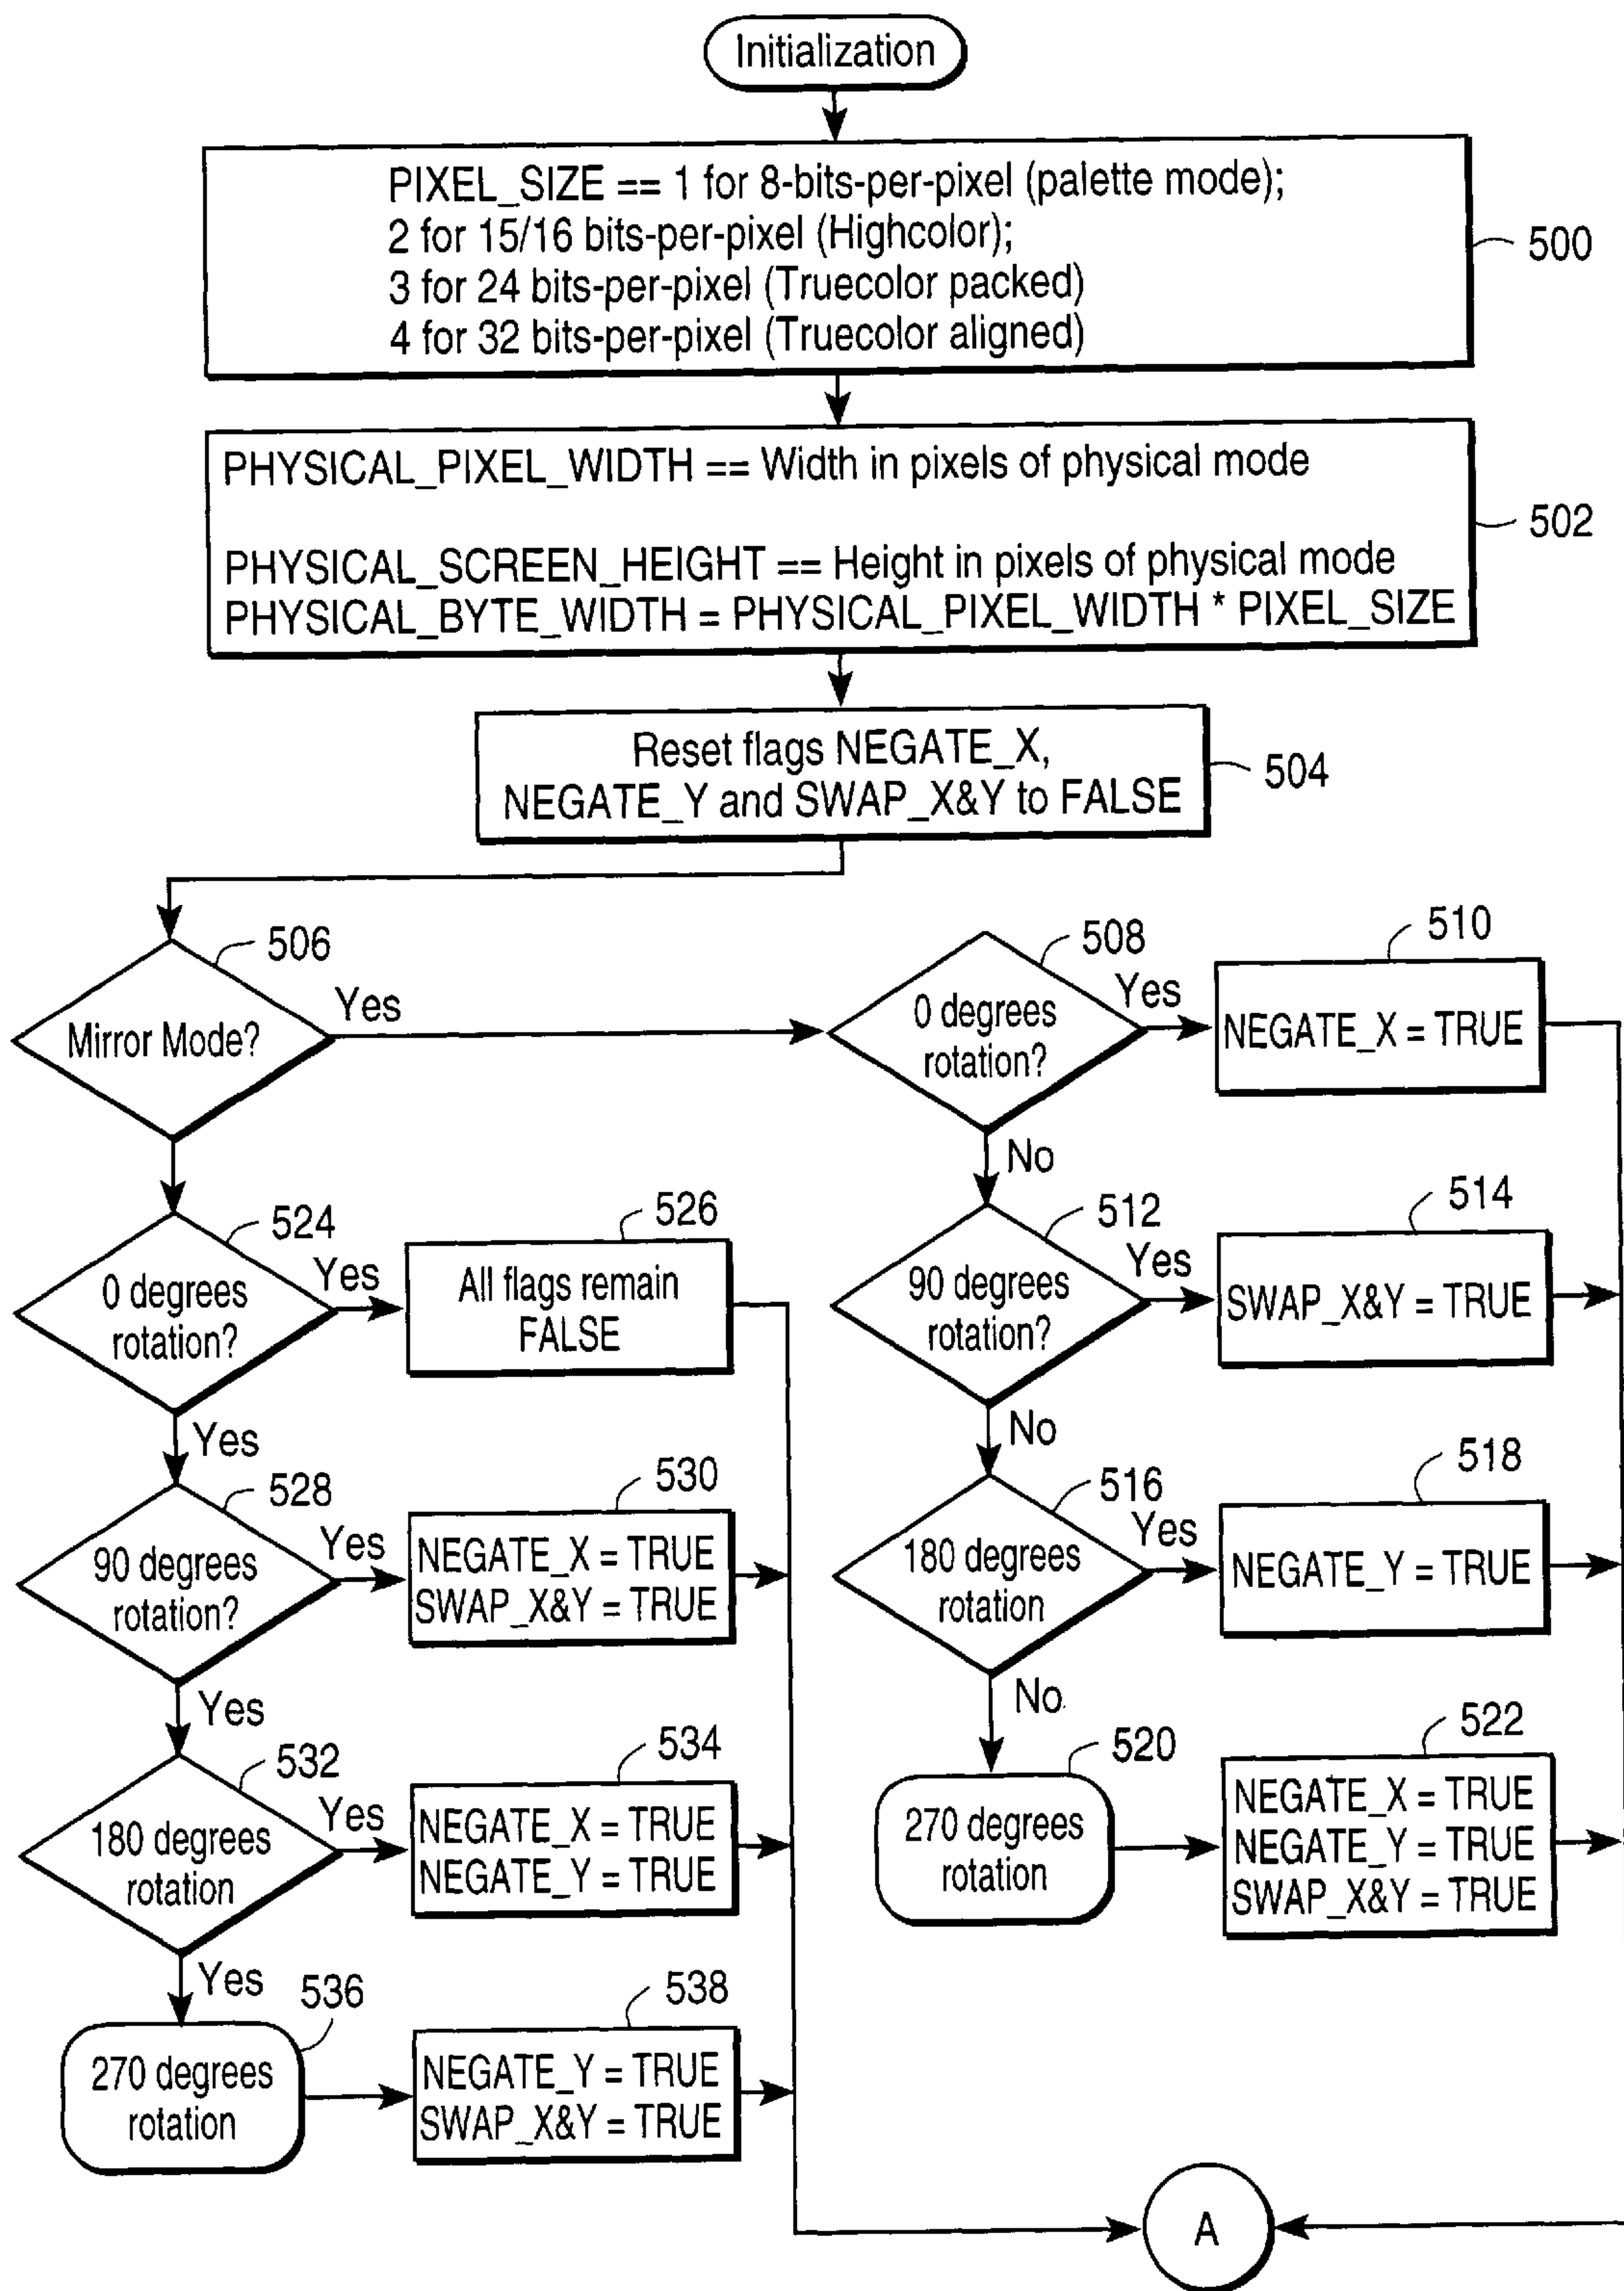 Initialization
PIXEL_SIZE == 1 for 8-bits-per-pixel (palette mode);
2 for 15/16 bits-per-pixel (Highcolor);
3 for 24 bits-per-pixel (Truecolor packed)
4 for 32 bits-per-pixel (Truecolor aligned)
500
PHYSICAL_PIXEL_WIDTH == Width in pixels of physical mode
PHYSICAL_SCREEN_HEIGHT == Height in pixels of physical mode
PHYSICAL_BYTE_WIDTH = PHYSICAL_PIXEL_WIDTH * PIXEL_SIZE
502
Reset flags NEGATE_X,
NEGATE_Y and SWAP_X&Y to FALSE
504
506
Mirror Mode?
Yes
508
0 degrees
rotation?
Yes
510
NEGATE_X = TRUE
No
524
0 degrees
rotation?
Yes
526
All flags remain
FALSE
512
90 degrees
rotation?
Yes
514
SWAP_X&Y = TRUE
Yes
No
528
90 degrees
rotation?
Yes
530
NEGATE_X = TRUE
SWAP_X&Y = TRUE
516
180 degrees
rotation
Yes
518
NEGATE_Y = TRUE
Yes
No
532
180 degrees
rotation
Yes
534
NEGATE_X = TRUE
NEGATE_Y = TRUE
520
270 degrees
rotation
522
NEGATE_X = TRUE
NEGATE_Y = TRUE
SWAP_X&Y = TRUE
Yes
536
270 degrees
rotation
538
NEGATE_Y = TRUE
SWAP_X&Y = TRUE
A